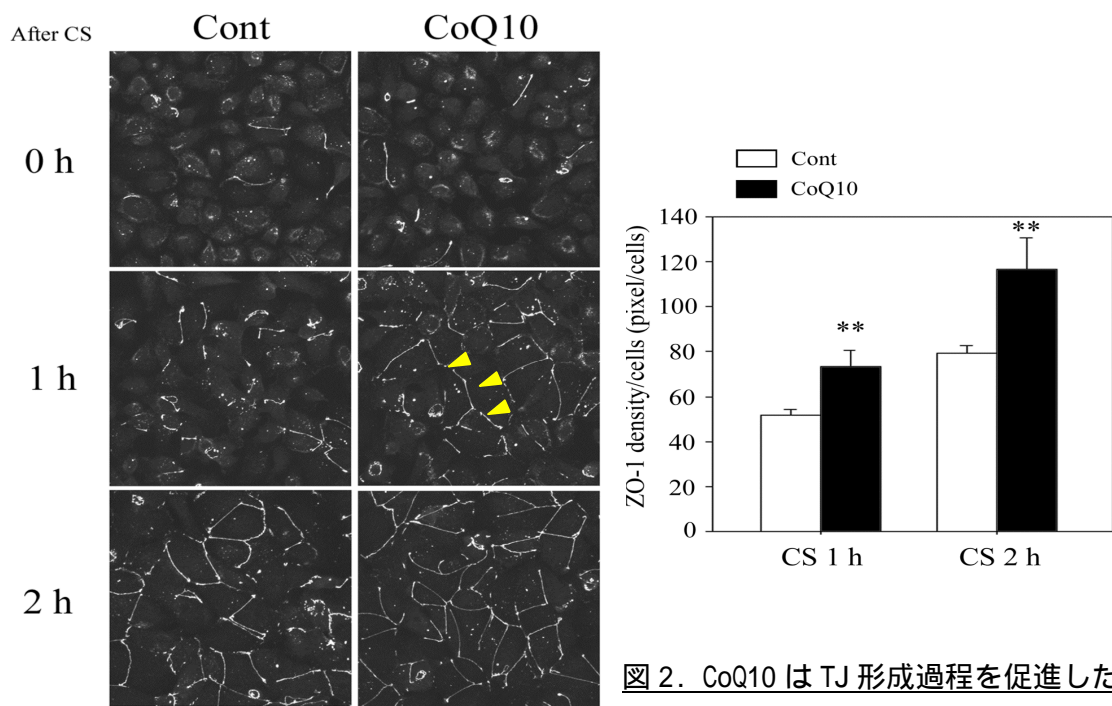 After CS
Cont
CoQ10
0 h
1 h
2 h
Cont
CoQ10
ZO-1 density/cells (pixel/cells)
140
120
100
80
60
40
20
0
**
**
CS 1 h
CS 2 h
図 2. CoQ10 は TJ 形成過程を促進した